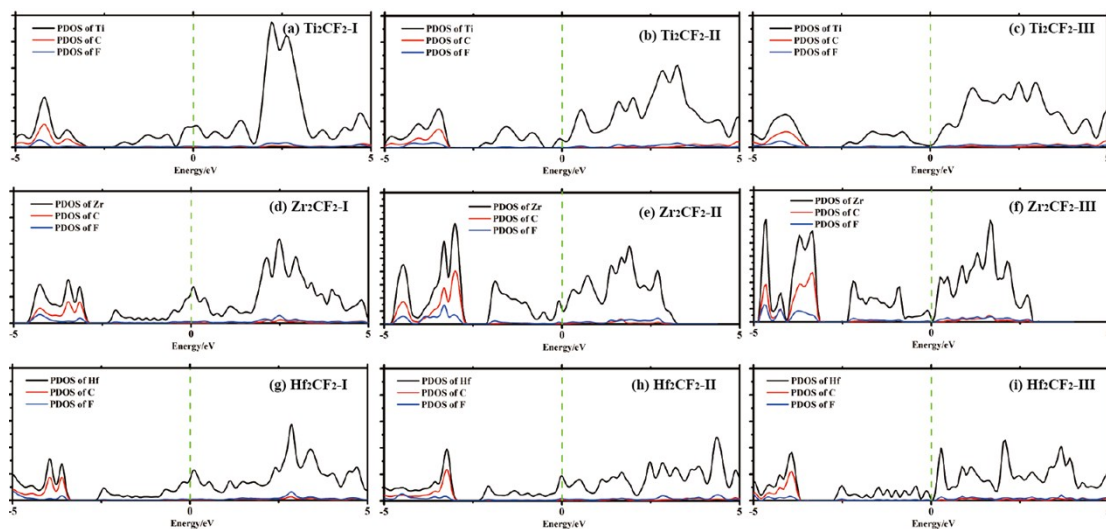 (a) Ti2CF2-I
PDOS of Ti
PDOS of C
PDOS of F
-5 0 5
Energy/eV
(b) Ti2CF2-II
PDOS of Ti
PDOS of C
PDOS of F
-5 0 5
Energy/eV
(c) Ti2CF2-III
PDOS of Ti
PDOS of C
PDOS of F
-5 0 5
Energy/eV
(d) Zr2CF2-I
PDOS of Zr
PDOS of C
PDOS of F
-5 0 5
Energy/eV
(e) Zr2CF2-II
PDOS of Zr
PDOS of C
PDOS of F
-5 0 5
Energy/eV
(f) Zr2CF2-III
PDOS of Zr
PDOS of C
PDOS of F
-5 0 5
Energy/eV
(g) Hf2CF2-I
PDOS of Hf
PDOS of C
PDOS of F
-5 0 5
Energy/eV
(h) Hf2CF2-II
PDOS of Hf
PDOS of C
PDOS of F
-5 0 5
Energy/eV
(i) Hf2CF2-III
PDOS of Hf
PDOS of C
PDOS of F
-5 0 5
Energy/eV